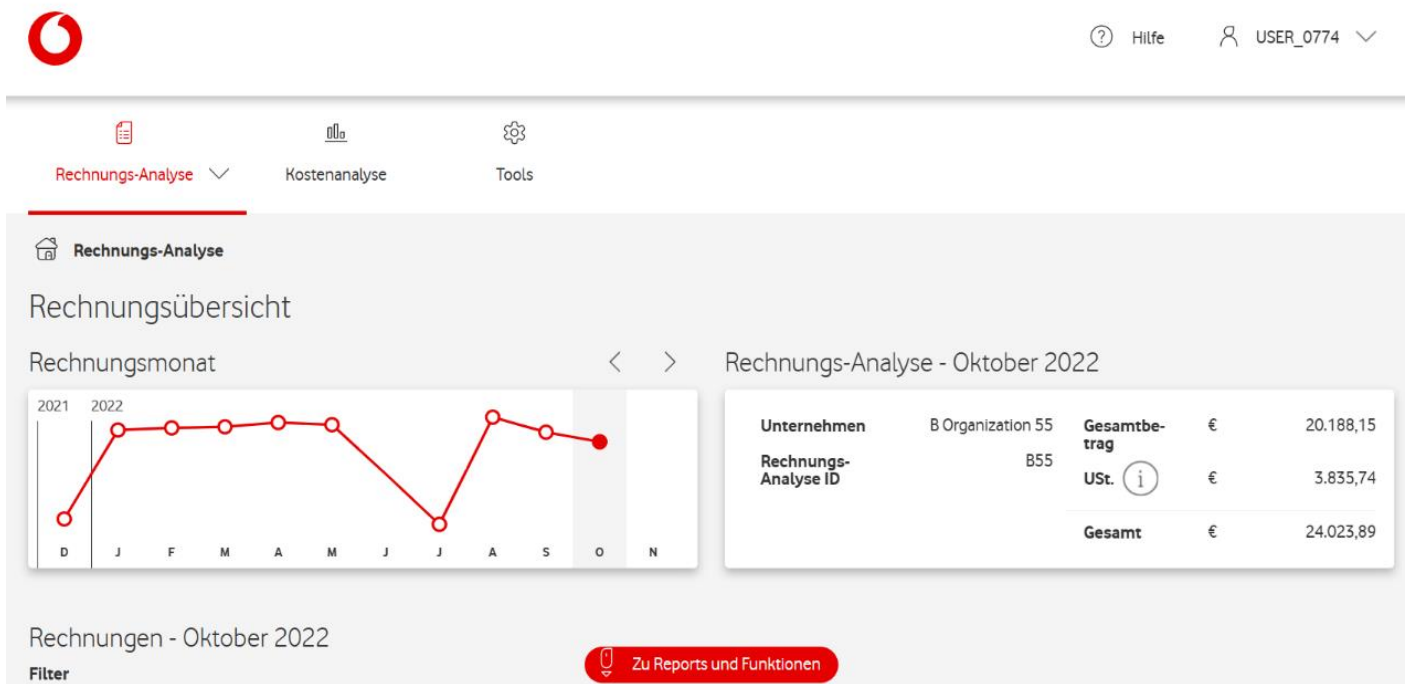 Hilfe
USER_0774
Rechnungs-Analyse
Kostenanalyse
Tools
Rechnungs-Analyse
Rechnungsübersicht
Rechnungsmonat
2021 2022
D J F M A M J J A S O N
Rechnungs-Analyse - Oktober 2022
Unternehmen B Organization 55
Rechnungs-
Analyse ID B55
Gesamtbe-
trag € 20.188,15
USt. i € 3.835,74
Gesamt € 24.023,89
Rechnungen - Oktober 2022
Filter
Zu Reports und Funktionen